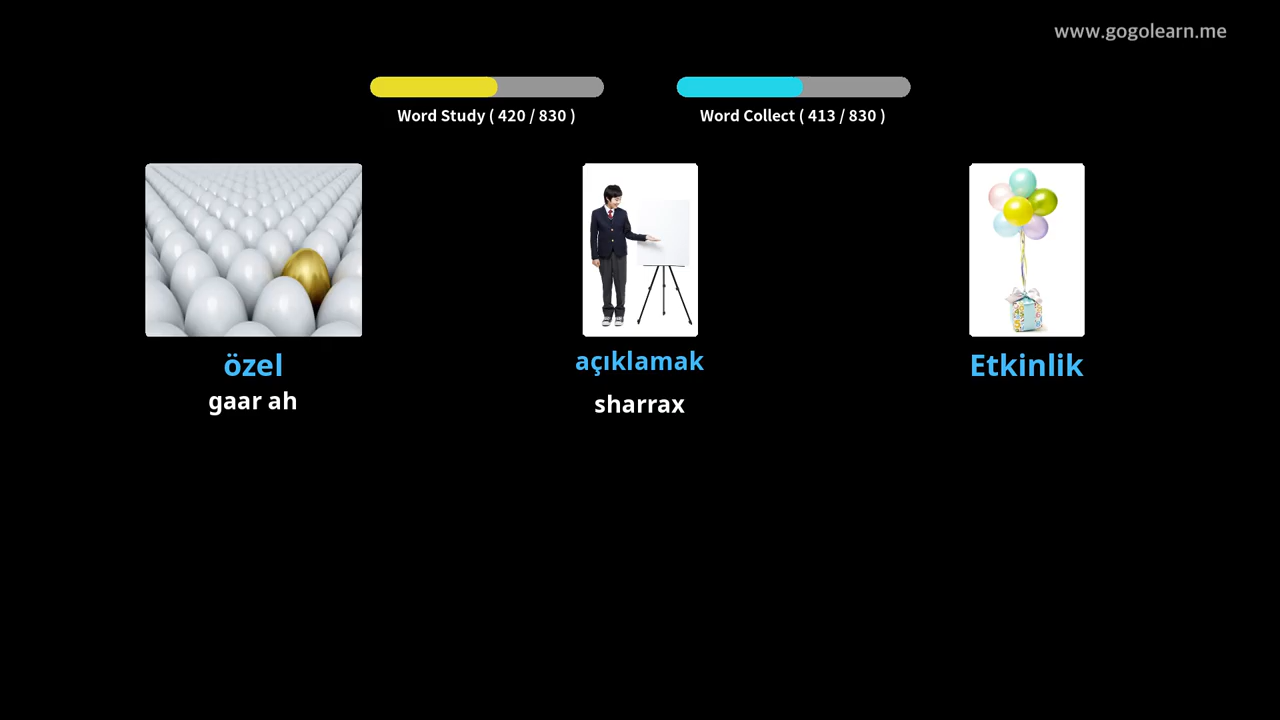 www.gogolearn.me
Word Study ( 420 / 830 )
Word Collect ( 413 / 830 )
özel
gaar ah
açıklamak
sharrax
Etkinlik